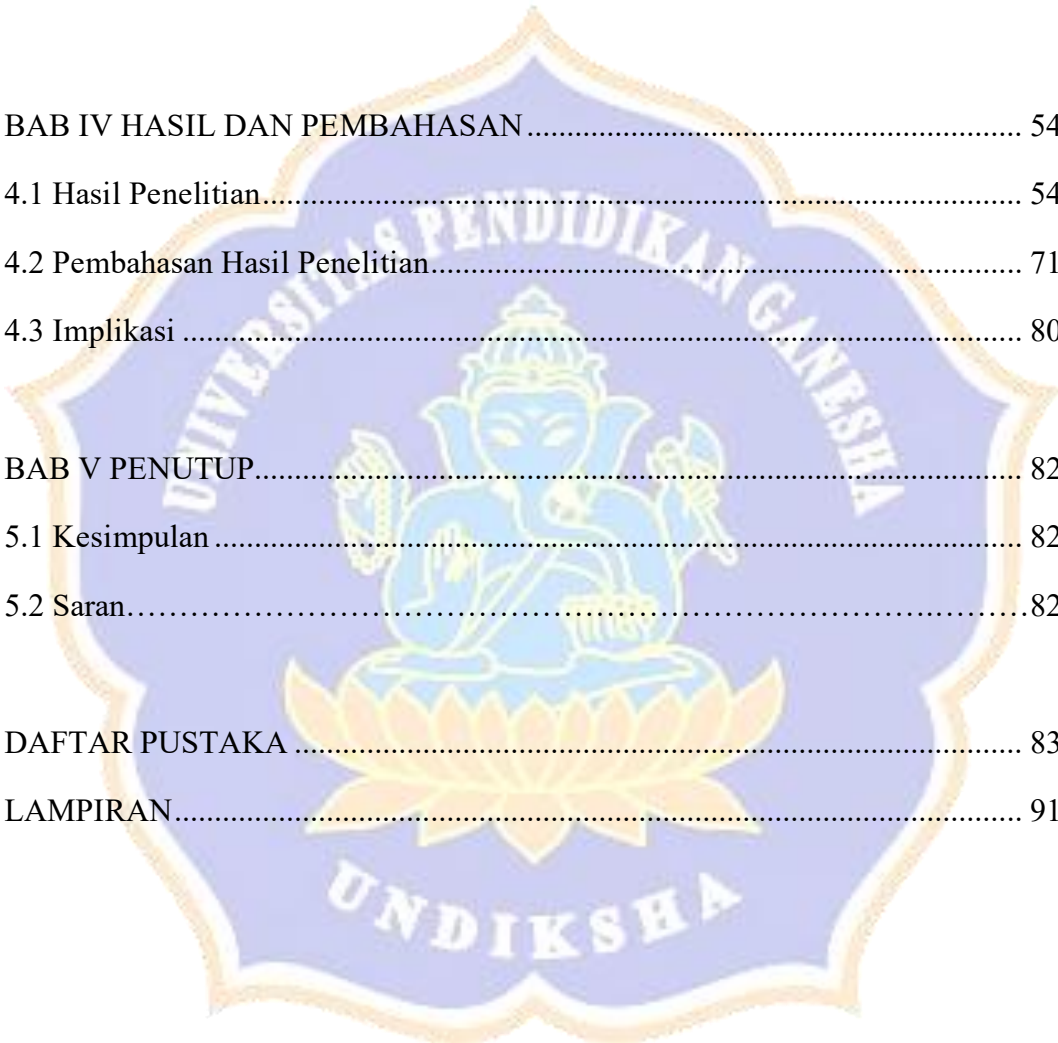 BAB IV HASIL DAN PEMBAHASAN.................................................................. 54
4.1 Hasil Penelitian.................................................................................................... 54
4.2 Pembahasan Hasil Penelitian............................................................................... 71
4.3 Implikasi .............................................................................................................. 80
BAB V PENUTUP..................................................................................................... 82
5.1 Kesimpulan .......................................................................................................... 82
5.2 Saran……………………………………………………………………………82
DAFTAR PUSTAKA ................................................................................................ 83
LAMPIRAN............................................................................................................... 91
UNIVERSITAS PENDIDIKAN GANESHA
UNDIKSHA